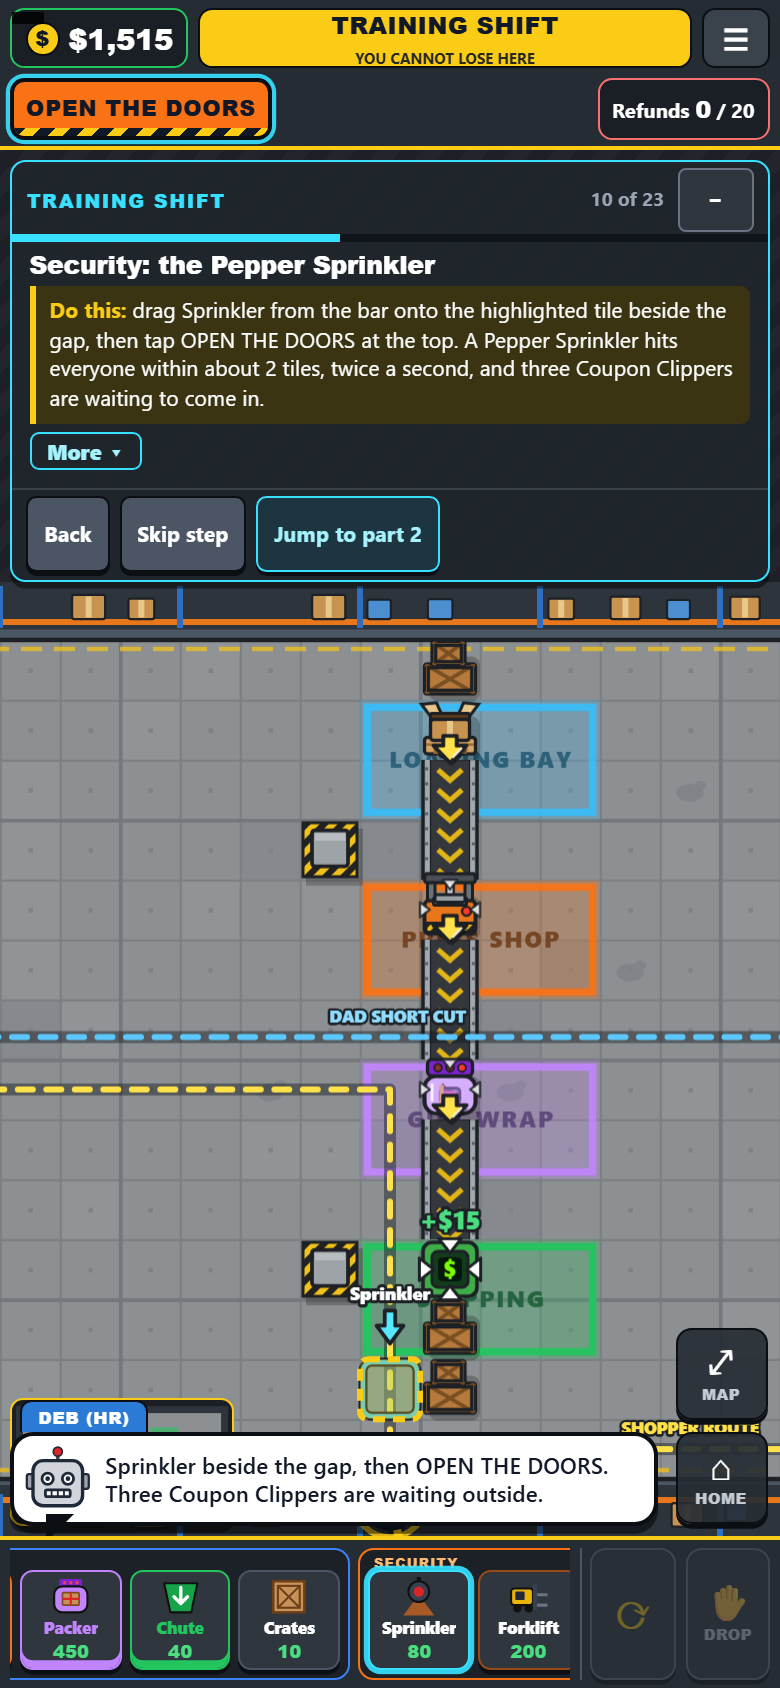 $1,515
TRAINING SHIFT
YOU CANNOT LOSE HERE
OPEN THE DOORS
Refunds 0 / 20
TRAINING SHIFT
10 of 23
Security: the Pepper Sprinkler
Do this: drag Sprinkler from the bar onto the highlighted tile beside the
gap, then tap OPEN THE DOORS at the top. A Pepper Sprinkler hits
everyone within about 2 tiles, twice a second, and three Coupon Clippers
are waiting to come in.
More
Back
Skip step
Jump to part 2
DAD SHORT CUT
+$15
$
Sprinkler
MAP
DEB (HR)
SHOPPER ROUTE
Sprinkler beside the gap, then OPEN THE DOORS.
Three Coupon Clippers are waiting outside.
HOME
SECURITY
Packer
450
Chute
40
Crates
10
Sprinkler
80
Forklift
200
DROP